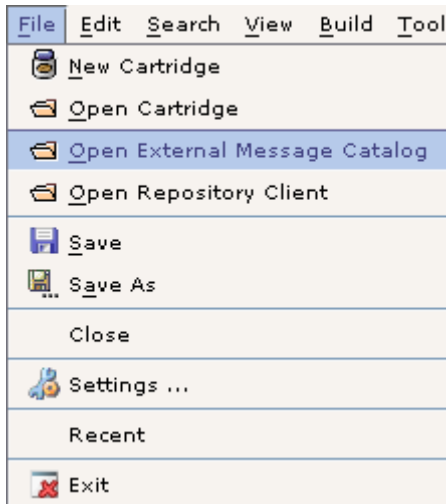 File Edit Search View Build Tool
New Cartridge
Open Cartridge
Open External Message Catalog
Open Repository Client
Save
Save As
Close
Settings ...
Recent
Exit